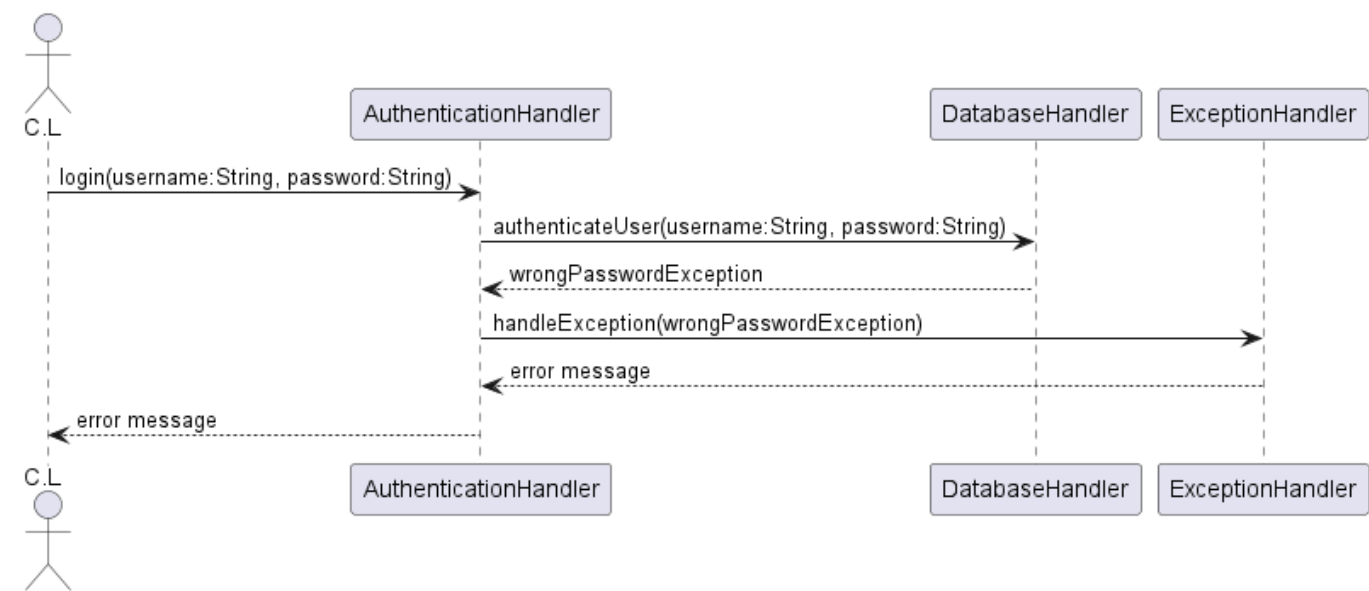 C.L
AuthenticationHandler
DatabaseHandler
ExceptionHandler
login(username:String, password:String)
authenticateUser(username:String, password:String)
wrongPasswordException
handleException(wrongPasswordException)
error message
error message
C.L
AuthenticationHandler
DatabaseHandler
ExceptionHandler